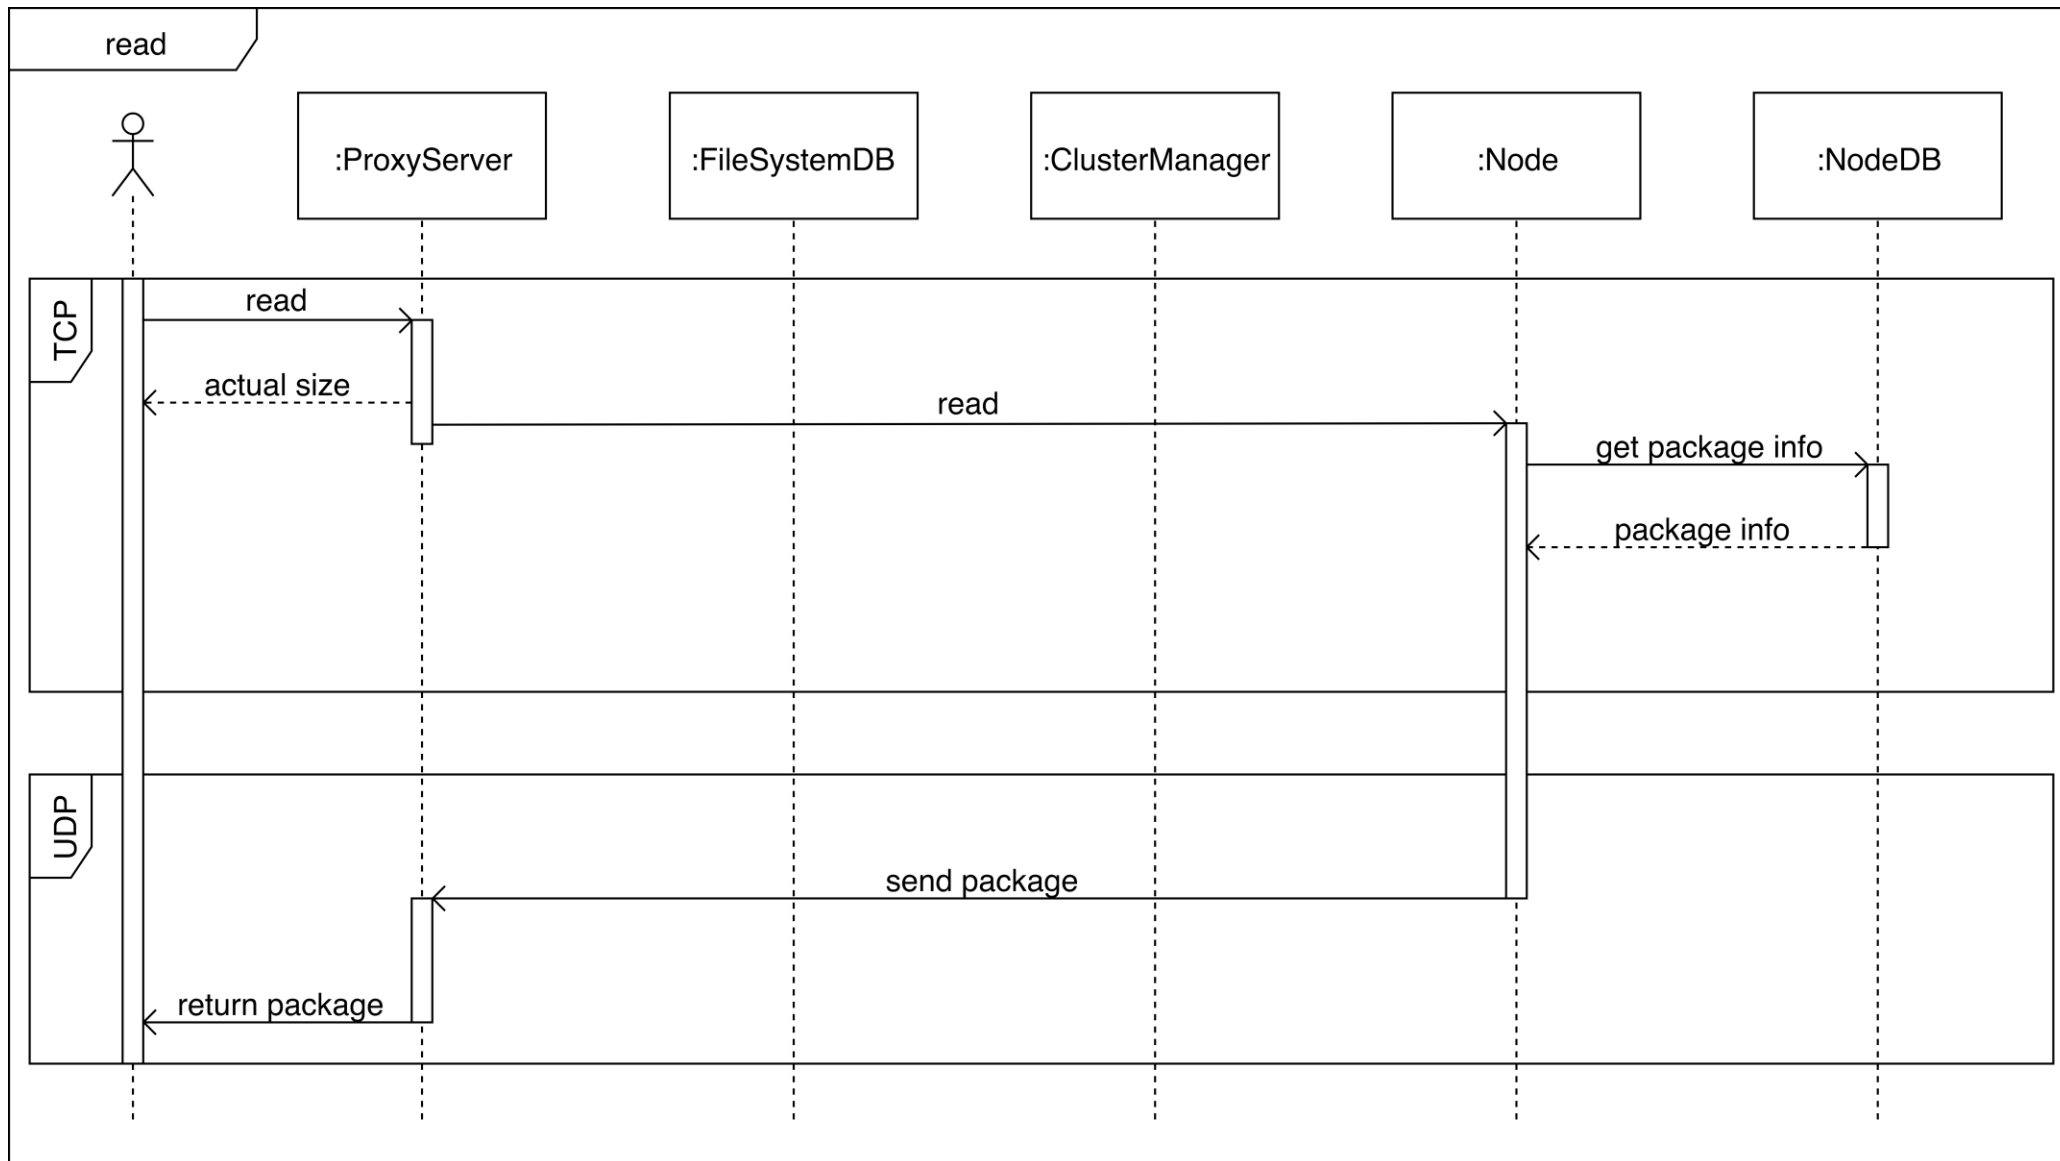 read
:ProxyServer
:FileSystemDB
:ClusterManager
:Node
:NodeDB
TCP
read
actual size
read
get package info
package info
UDP
send package
return package